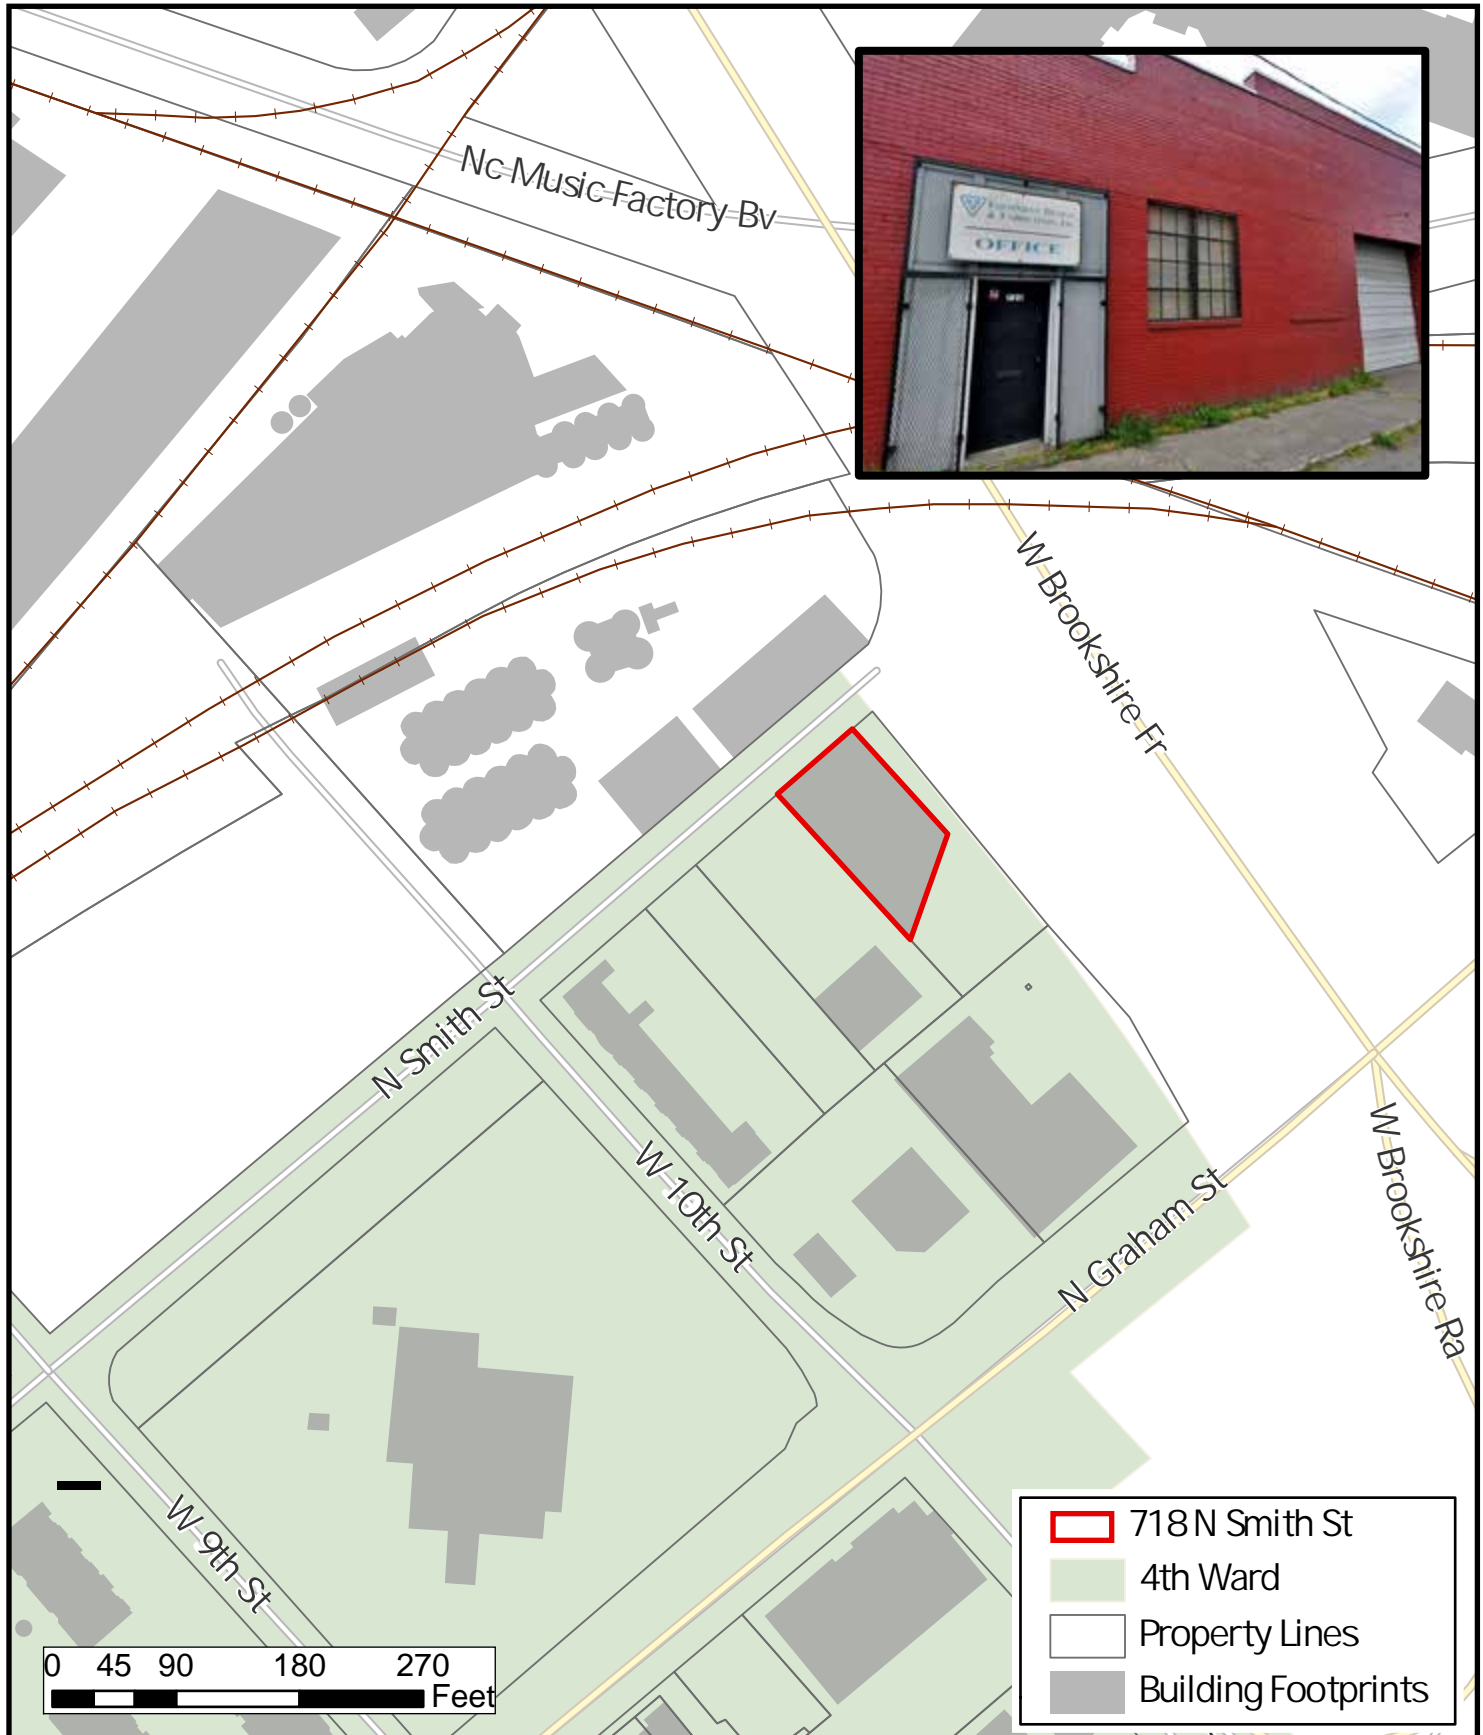 Nc Music Factory Bv
OFFICE
W Brookshire Fr
N Smith St
W 10th St
N Graham St
W Brookshire Ra
W 9th St
718 N Smith St
4th Ward
Property Lines
Building Footprints
0 45 90 180 270
Feet